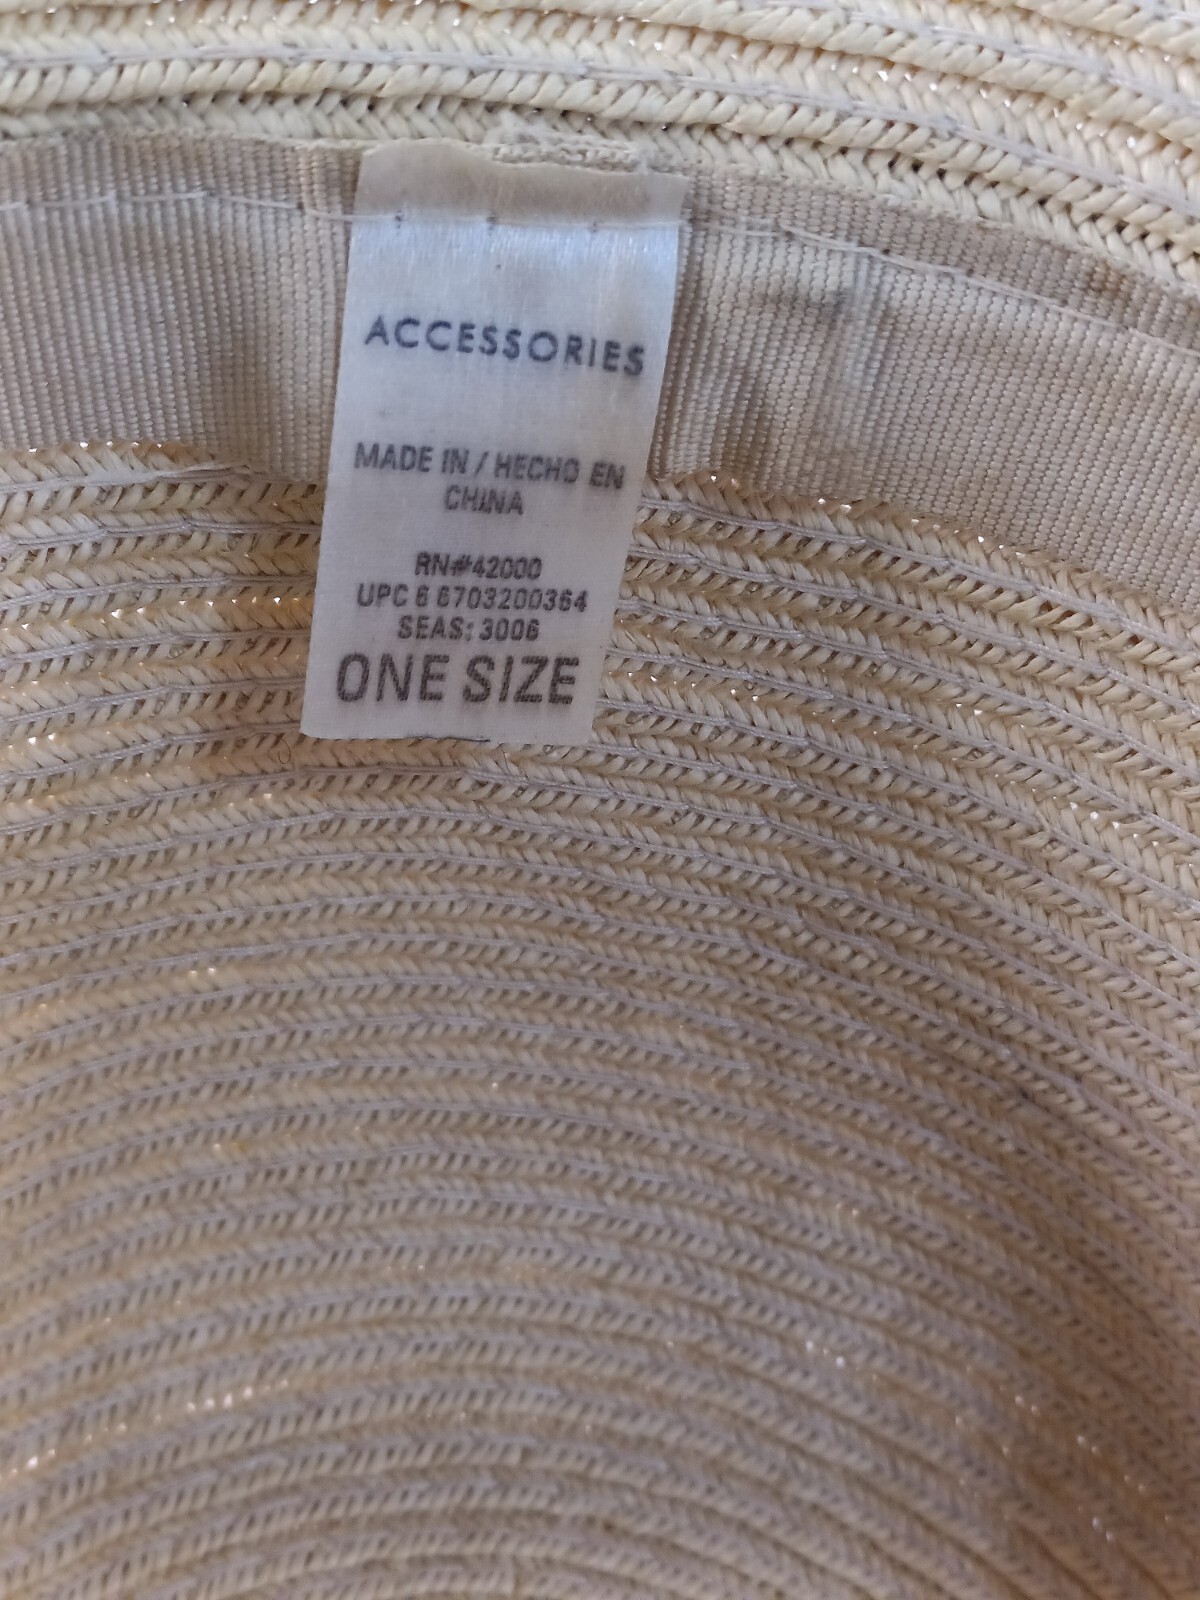 ACCESSORIES
MADE IN / HECHO EN
CHINA
RN#42000
UPC 6 6703200364
SEAS: 3006
ONE SIZE